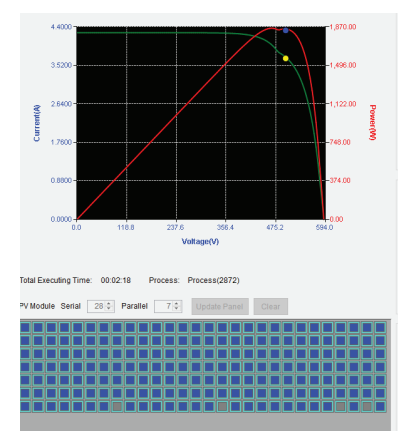 4.4000
1,870.00
3.5200
1,496.00
2.6400
1,122.00
Current(A)
Power(W)
1.7600
748.00
0.8800
374.00
0.0000
0.00
0.0 118.8 237.6 356.4 475.2 594.0
Voltage(V)
Total Executing Time: 00:02:18 Process: Process(2872)
PV Module Serial 28 Parallel 7 Update Panel Clear